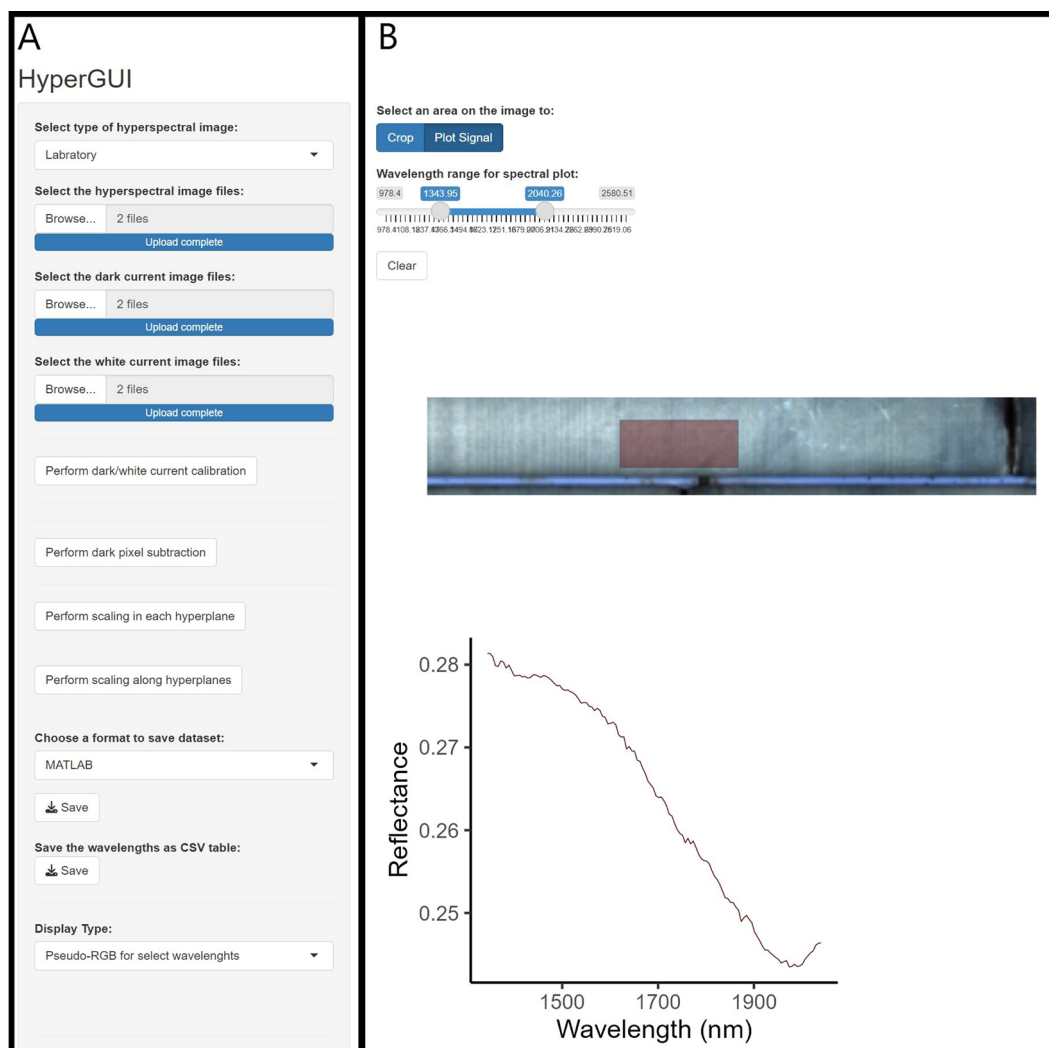 A
HyperGUI
Select type of hyperspectral image:
Labratory
Select the hyperspectral image files:
Browse... 2 files
Upload complete
Select the dark current image files:
Browse... 2 files
Upload complete
Select the white current image files:
Browse... 2 files
Upload complete
Perform dark/white current calibration
Perform dark pixel subtraction
Perform scaling in each hyperplane
Perform scaling along hyperplanes
Choose a format to save dataset:
MATLAB
Save
Save the wavelengths as CSV table:
Save
Display Type:
Pseudo-RGB for select wavelenghts
B
Select an area on the image to:
Crop Plot Signal
Wavelength range for spectral plot:
978.4 1343.95 2040.26 2580.51
Clear
0.28
0.27
0.26
0.25
Reflectance
1500 1700 1900
Wavelength (nm)